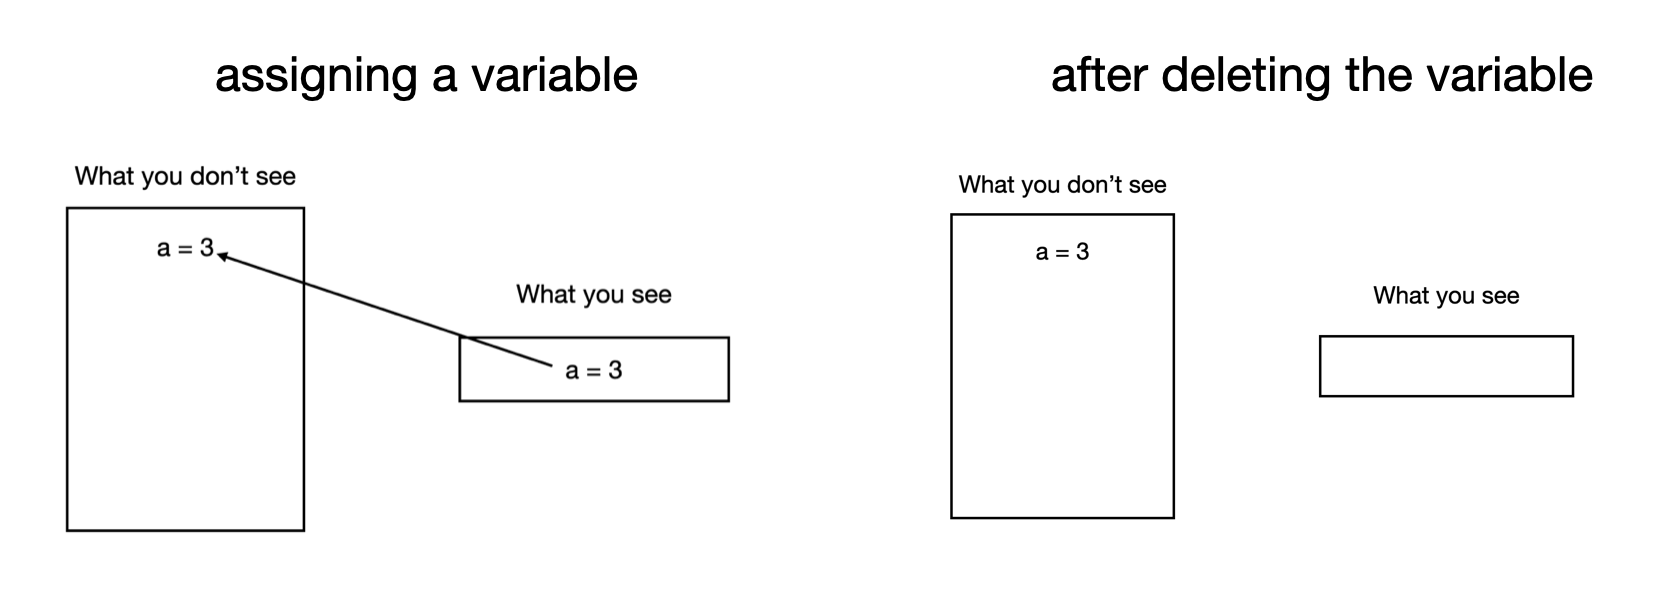 assigning a variable
What you don’t see
a = 3
What you see
a = 3
after deleting the variable
What you don’t see
a = 3
What you see